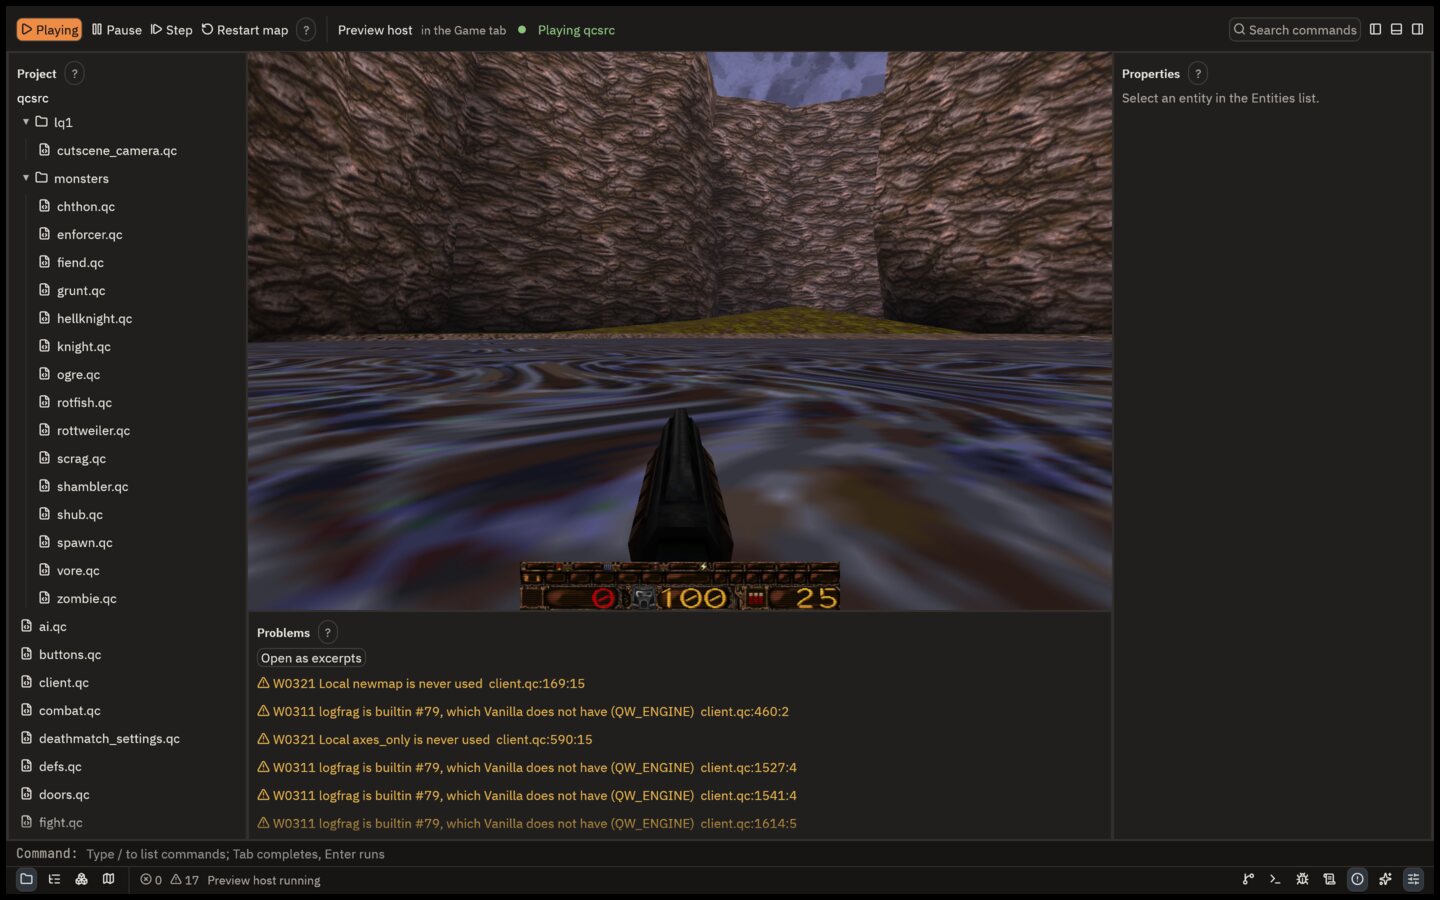 Playing Pause Step Restart map ? Preview host in the Game tab Playing qcsrc Search commands
Project ?
qcsrc
lq1
cutscene_camera.qc
monsters
chthon.qc
enforcer.qc
fiend.qc
grunt.qc
hellknight.qc
knight.qc
ogre.qc
rotfish.qc
rottweiler.qc
scrag.qc
shambler.qc
shub.qc
spawn.qc
vore.qc
zombie.qc
ai.qc
buttons.qc
client.qc
combat.qc
deathmatch_settings.qc
defs.qc
doors.qc
fight.qc
0 100 25
Problems ?
Open as excerpts
W0321 Local newmap is never used client.qc:169:15
W0311 logfrag is builtin #79, which Vanilla does not have (QW_ENGINE) client.qc:460:2
W0321 Local axes_only is never used client.qc:590:15
W0311 logfrag is builtin #79, which Vanilla does not have (QW_ENGINE) client.qc:1527:4
W0311 logfrag is builtin #79, which Vanilla does not have (QW_ENGINE) client.qc:1541:4
W0311 logfrag is builtin #79, which Vanilla does not have (QW_ENGINE) client.qc:1614:5
Properties ?
Select an entity in the Entities list.
Command: Type / to list commands; Tab completes, Enter runs
0 17 Preview host running